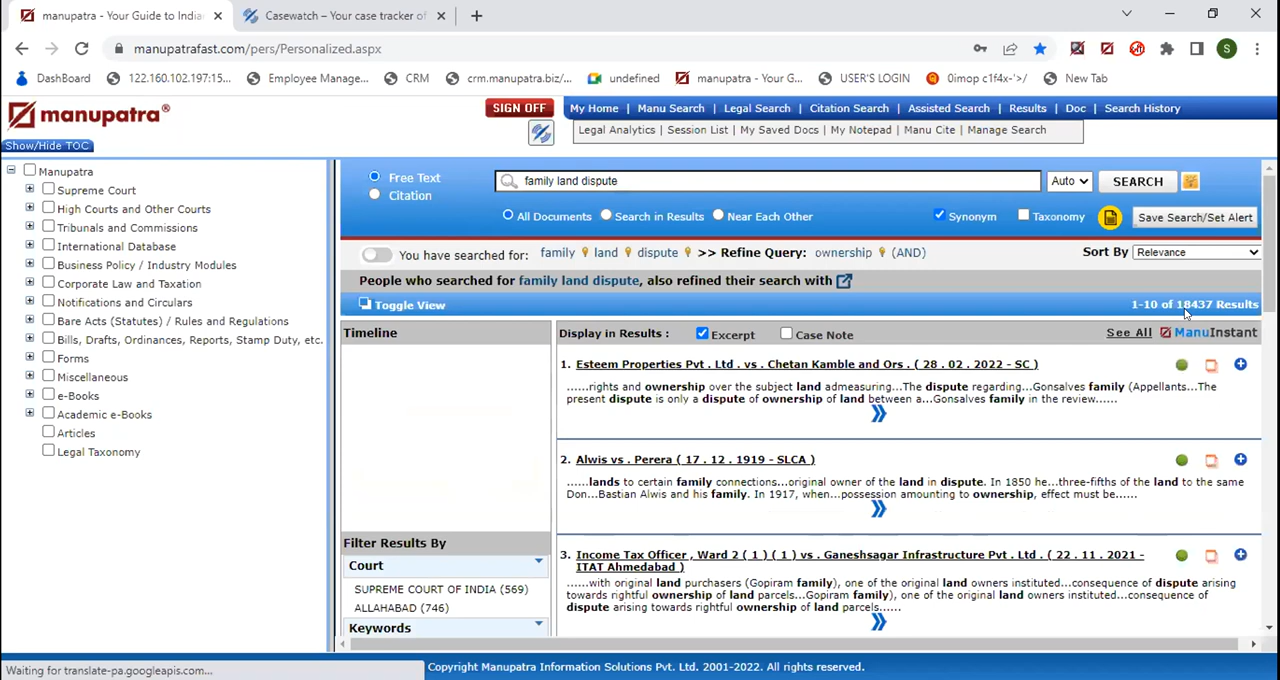 manupatra - Your Guide to India
Casewatch – Your case tracker of
manupatrafast.com/pers/Personalized.aspx
S
DashBoard
122.160.102.197:15...
Employee Manage...
CRM
crm.manupatra.biz/...
undefined
manupatra - Your G...
USER'S LOGIN
0imop c1f4x-'>/
New Tab
manupatra®
SIGN OFF
My Home | Manu Search | Legal Search | Citation Search | Assisted Search | Results | Doc | Search History
Legal Analytics | Session List | My Saved Docs | My Notepad | Manu Cite | Manage Search
Show/Hide TOC
Manupatra
Supreme Court
High Courts and Other Courts
Tribunals and Commissions
International Database
Business Policy / Industry Modules
Corporate Law and Taxation
Notifications and Circulars
Bare Acts (Statutes) / Rules and Regulations
Bills, Drafts, Ordinances, Reports, Stamp Duty, etc.
Forms
Miscellaneous
e-Books
Academic e-Books
Articles
Legal Taxonomy
Free Text
Citation
family land dispute
Auto
SEARCH
All Documents
Search in Results
Near Each Other
Synonym
Taxonomy
Save Search/Set Alert
You have searched for: family land dispute >> Refine Query: ownership (AND)
Sort By Relevance
People who searched for family land dispute, also refined their search with
Toggle View
1-10 of 18437 Results
Timeline
Display in Results : Excerpt Case Note
See All ManuInstant
1. Esteem Properties Pvt . Ltd . vs . Chetan Kamble and Ors . ( 28 . 02 . 2022 - SC )
......rights and ownership over the subject land admeasuring...The dispute regarding...Gonsalves family (Appellants...The
present dispute is only a dispute of ownership of land between a...Gonsalves family in the review......
2. Alwis vs . Perera ( 17 . 12 . 1919 - SLCA )
......lands to certain family connections...original owner of the land in dispute. In 1850 he...three-fifths of the land to the same
Don...Bastian Alwis and his family. In 1917, when...possession amounting to ownership, effect must be......
3. Income Tax Officer , Ward 2 ( 1 ) ( 1 ) vs . Ganeshsagar Infrastructure Pvt . Ltd . ( 22 . 11 . 2021 -
ITAT Ahmedabad )
......with original land purchasers (Gopiram family), one of the original land owners instituted...consequence of dispute arising
towards rightful ownership of land parcels...Gopiram family), one of the original land owners instituted...consequence of
dispute arising towards rightful ownership of land parcels......
Filter Results By
Court
SUPREME COURT OF INDIA (569)
ALLAHABAD (746)
Keywords
Waiting for translate-pa.googleapis.com...
Copyright Manupatra Information Solutions Pvt. Ltd. 2001-2022. All rights reserved.